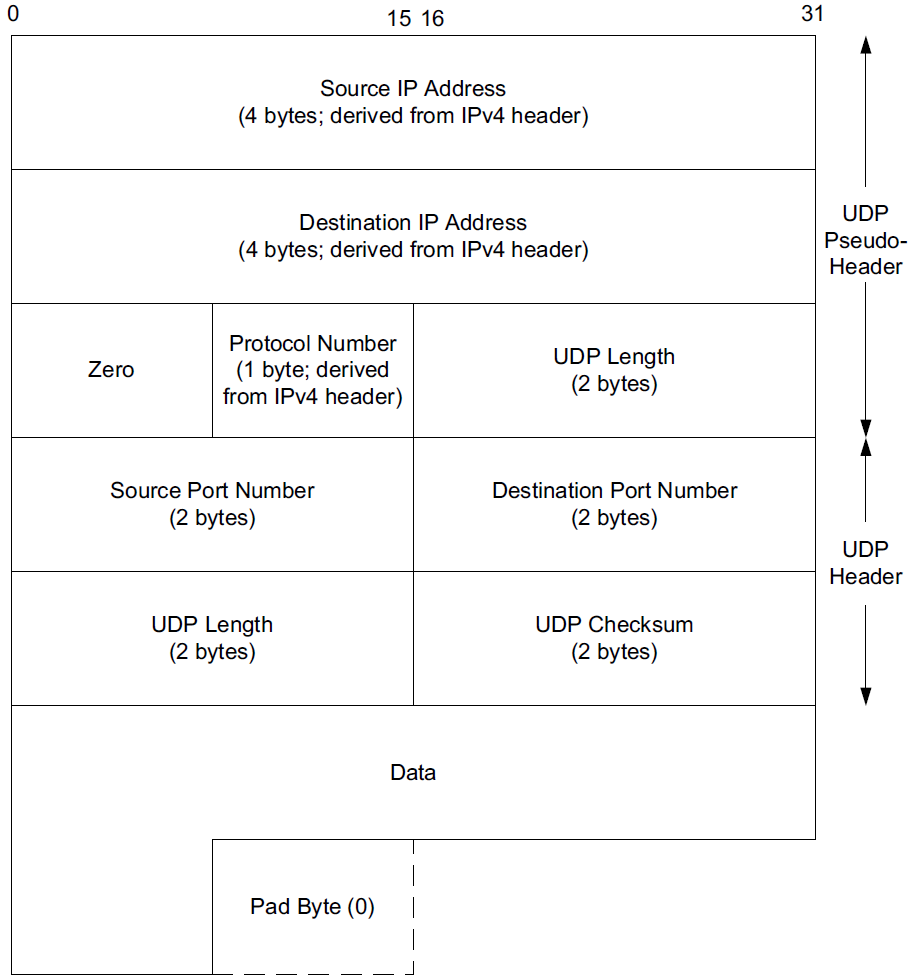 0 15 16 31
Source IP Address
(4 bytes; derived from IPv4 header)
Destination IP Address
(4 bytes; derived from IPv4 header)
UDP
Pseudo-
Header
Zero
Protocol Number
(1 byte; derived
from IPv4 header)
UDP Length
(2 bytes)
Source Port Number
(2 bytes)
Destination Port Number
(2 bytes)
UDP
Header
UDP Length
(2 bytes)
UDP Checksum
(2 bytes)
Data
Pad Byte (0)